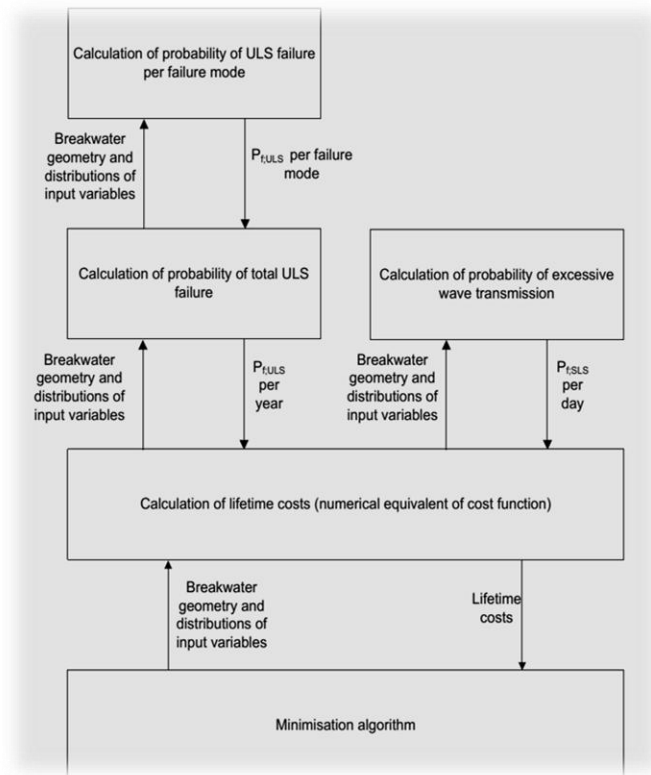 Calculation of probability of ULS failure
per failure mode
Breakwater
geometry and
distributions of
input variables
Pf;ULS per failure
mode
Calculation of probability of total ULS
failure
Calculation of probability of excessive
wave transmission
Breakwater
geometry and
distributions of
input variables
Pf;ULS
per
year
Breakwater
geometry and
distributions of
input variables
Pf;SLS
per
day
Calculation of lifetime costs (numerical equivalent of cost function)
Breakwater
geometry and
distributions of
input variables
Lifetime
costs
Minimisation algorithm